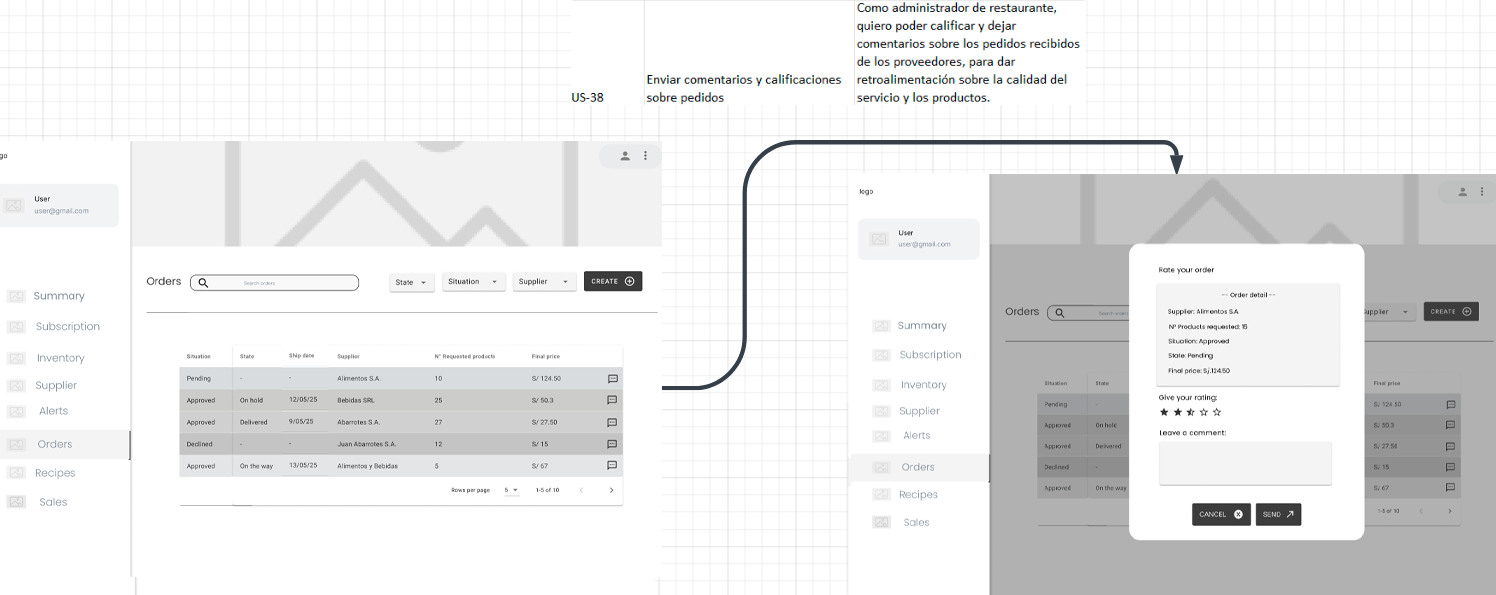 Como administrador de restaurante,
quiero poder calificar y dejar
comentarios sobre los pedidos recibidos
de los proveedores, para dar
Enviar comentarios y calificaciones retroalimentación sobre la calidad del
US-38 sobre pedidos servicio y los productos.
go
User
user@gmail.com
Summary
Subscription
Inventory
Supplier
Alerts
Orders
Recipes
Sales
Orders Search orders State Situation Supplier CREATE
Situation State Ship date Supplier N° Requested products Final price
Pending - - Alimentos S.A. 10 S/ 124.50
Approved On hold 12/05/25 Bebidas SRL 25 S/ 50.3
Approved Delivered 9/05/25 Abarrotes S.A. 27 S/ 27.50
Declined - - Juan Abarrotes S.A. 12 S/ 15
Approved On the way 13/05/25 Alimentos y Bebidas 5 S/ 67
Rows per page 5 1-5 of 10
logo
User
user@gmail.com
Summary
Subscription
Inventory
Supplier
Alerts
Orders
Recipes
Sales
Orders Search orders upplier CREATE
Situation State Final price
Pending - S/ 124.50
Approved On hold S/ 50.3
Approved Delivered S/ 27.50
Declined - S/ 15
Approved On the way S/ 67
1-5 of 10
Rate your order
-- Order detail --
Supplier: Alimentos S.A.
N° Products requested: 15
Situation: Approved
State: Pending
Final price: S/.124.50
Give your rating:
Leave a comment:
CANCEL SEND